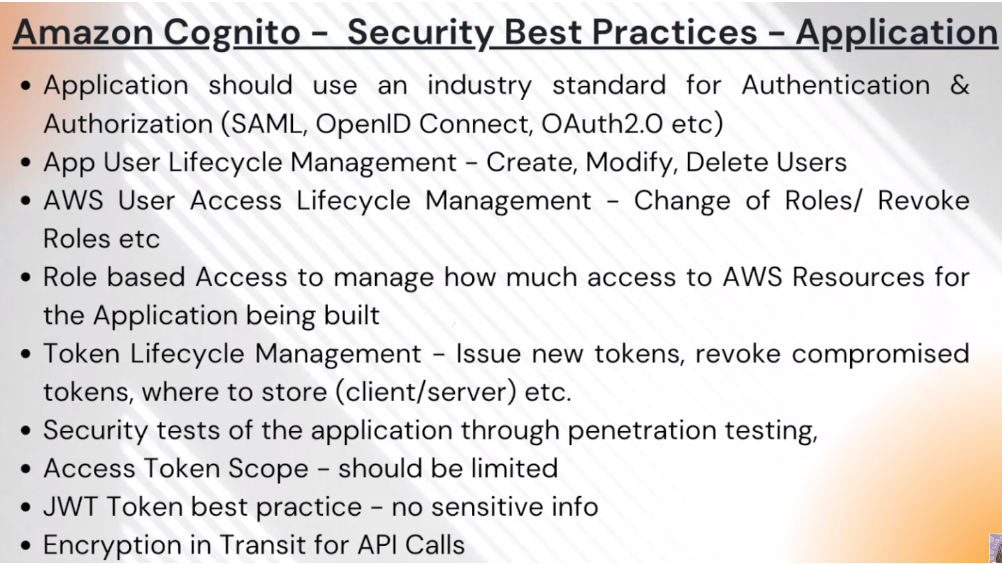 Amazon Cognito - Security Best Practices - Application
• Application should use an industry standard for Authentication &
Authorization (SAML, OpenID Connect, OAuth2.0 etc)
• App User Lifecycle Management - Create, Modify, Delete Users
• AWS User Access Lifecycle Management - Change of Roles/ Revoke
Roles etc
• Role based Access to manage how much access to AWS Resources for
the Application being built
• Token Lifecycle Management - Issue new tokens, revoke compromised
tokens, where to store (client/server) etc.
• Security tests of the application through penetration testing,
• Access Token Scope - should be limited
• JWT Token best practice - no sensitive info
• Encryption in Transit for API Calls